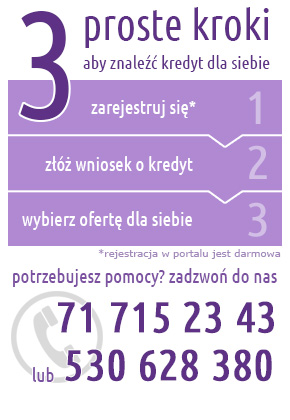 3 proste kroki
aby znaleźć kredyt dla siebie
zarejestruj się* 1
złóż wniosek o kredyt 2
wybierz ofertę dla siebie 3
*rejestracja w portalu jest darmowa
potrzebujesz pomocy? zadzwoń do nas
71 715 23 43
lub 530 628 380